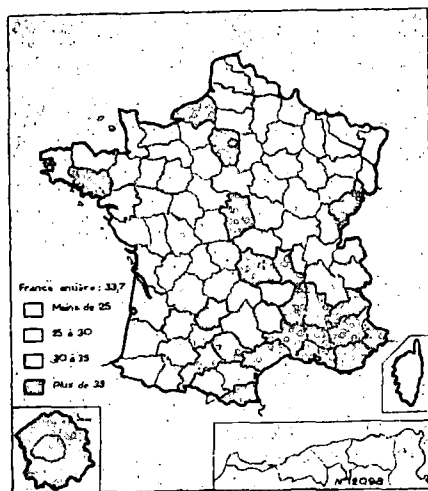 France entière : 33,7
Moins de 25
25 à 30
30 à 35
Plus de 35
N° 12098